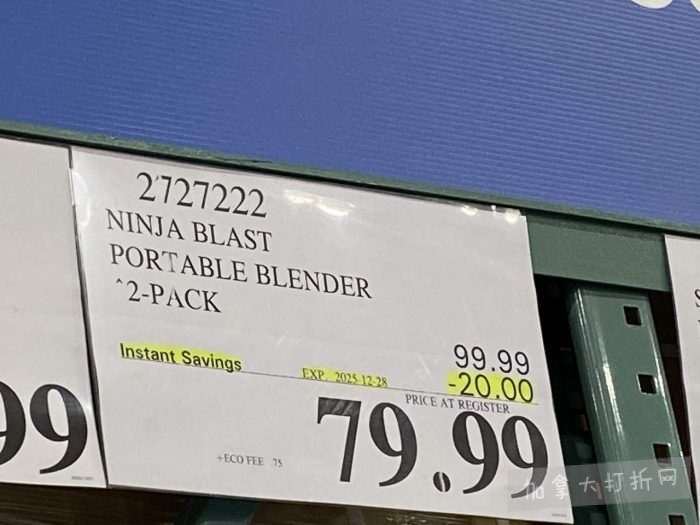 2727222
NINJA BLAST
PORTABLE BLENDER
^2-PACK
Instant Savings
99.99
EXP. 2025-12-28
-20.00
PRICE AT REGISTER
79.99
+ECO FEE .75
99
加拿大打折网